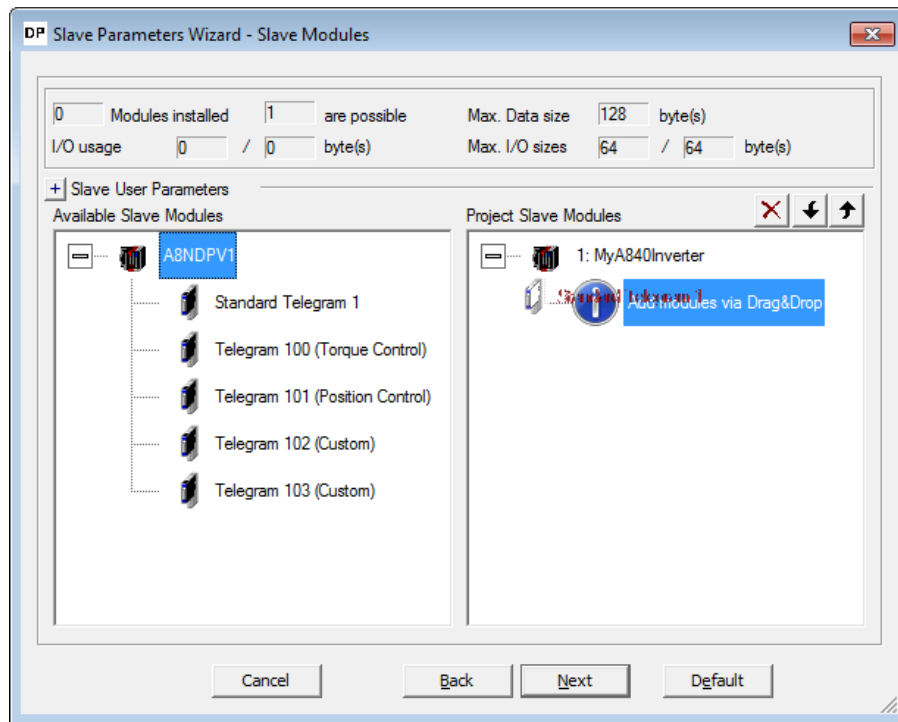 DP Slave Parameters Wizard - Slave Modules
0 Modules installed 1 are possible Max. Data size 128 byte(s)
I/O usage 0 / 0 byte(s) Max. I/O sizes 64 / 64 byte(s)
+ Slave User Parameters
Available Slave Modules
A8NDPV1
Standard Telegram 1
Telegram 100 (Torque Control)
Telegram 101 (Position Control)
Telegram 102 (Custom)
Telegram 103 (Custom)
Project Slave Modules
1: MyA840Inverter
Standard Telegram 1
Add Modules via Drag&Drop
Cancel Back Next Default